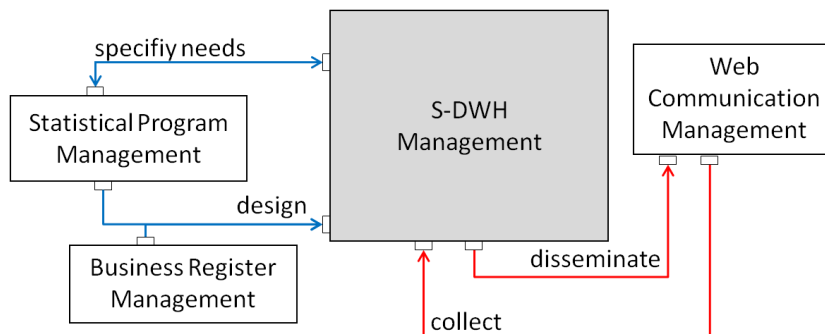 specifiy needs
S-DWH
Management
Web
Communication
Management
Statistical Program
Management
design
Business Register
Management
disseminate
collect